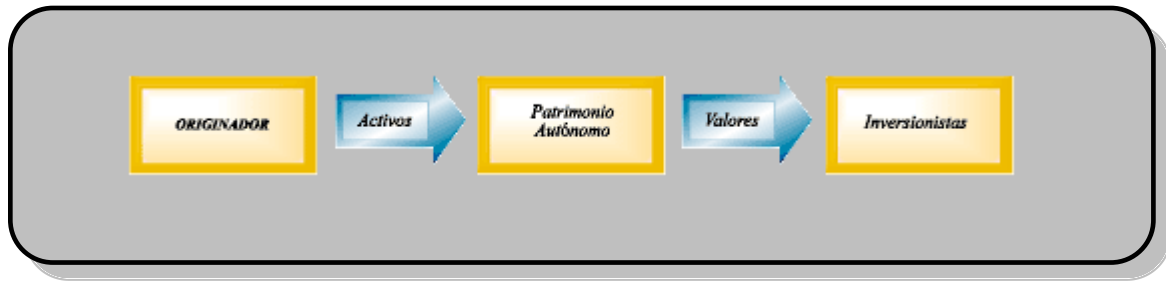 ORIGINADOR
Activos
Patrimonio
Autónomo
Valores
Inversionistas